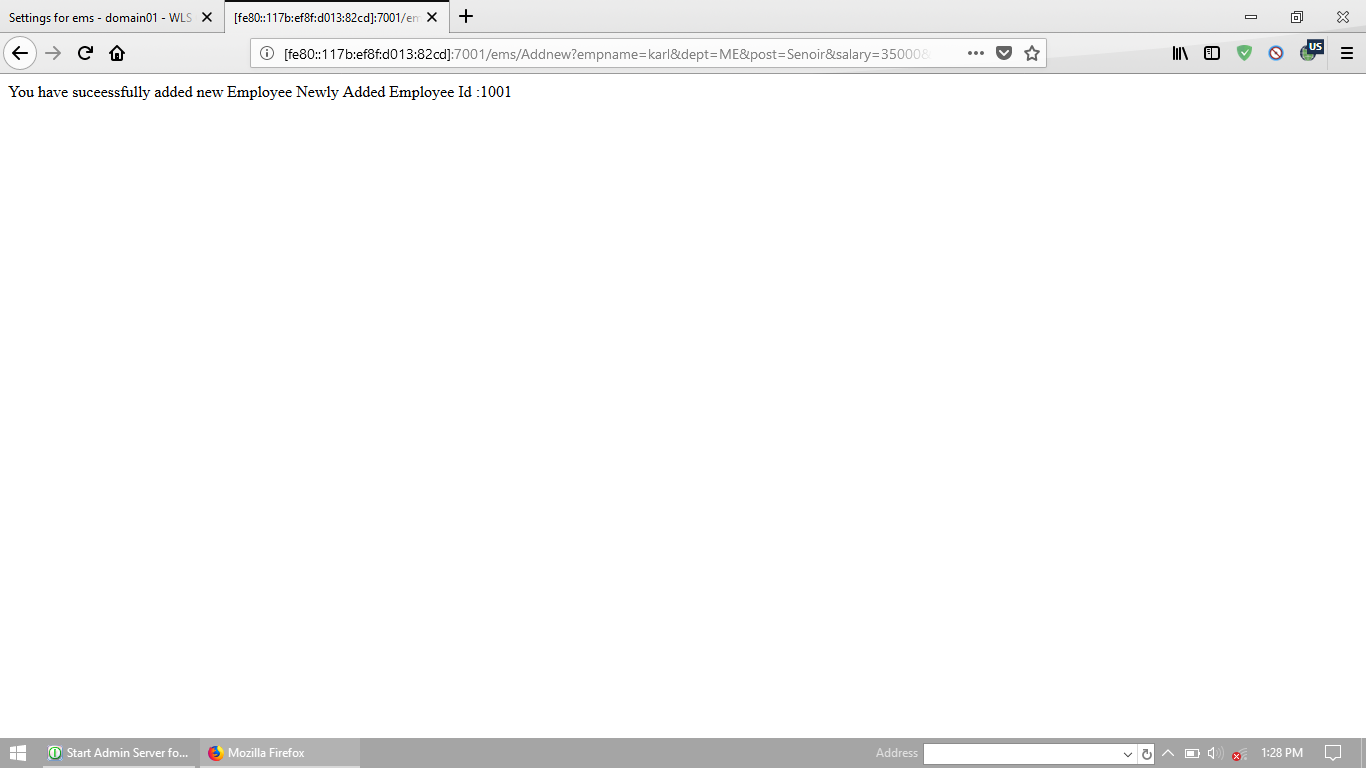 Settings for ems - domain01 - WLS
[fe80::117b:ef8f:d013:82cd]:7001/em
[fe80::117b:ef8f:d013:82cd]:7001/ems/Addnew?empname=karl&dept=ME&post=Senoir&salary=35000&
US
You have suceessfully added new Employee Newly Added Employee Id :1001
Start Admin Server fo...
Mozilla Firefox
Address
1:28 PM